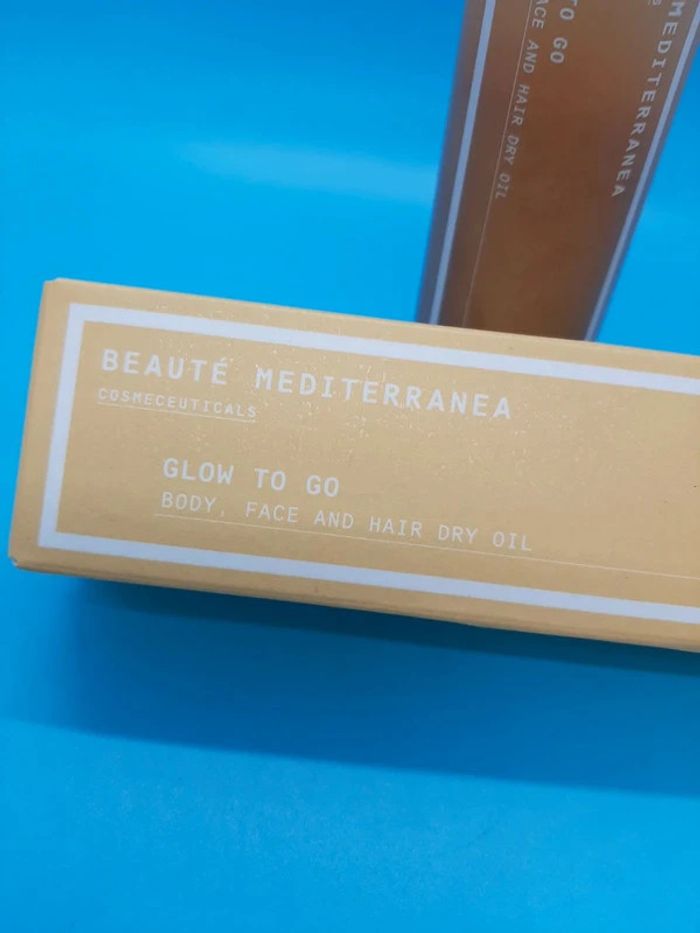 MEDITERRANEA
TO GO
ACE AND HAIR DRY OIL
BEAUTÉ MEDITERRANEA
COSMECEUTICALS
GLOW TO GO
BODY, FACE AND HAIR DRY OIL